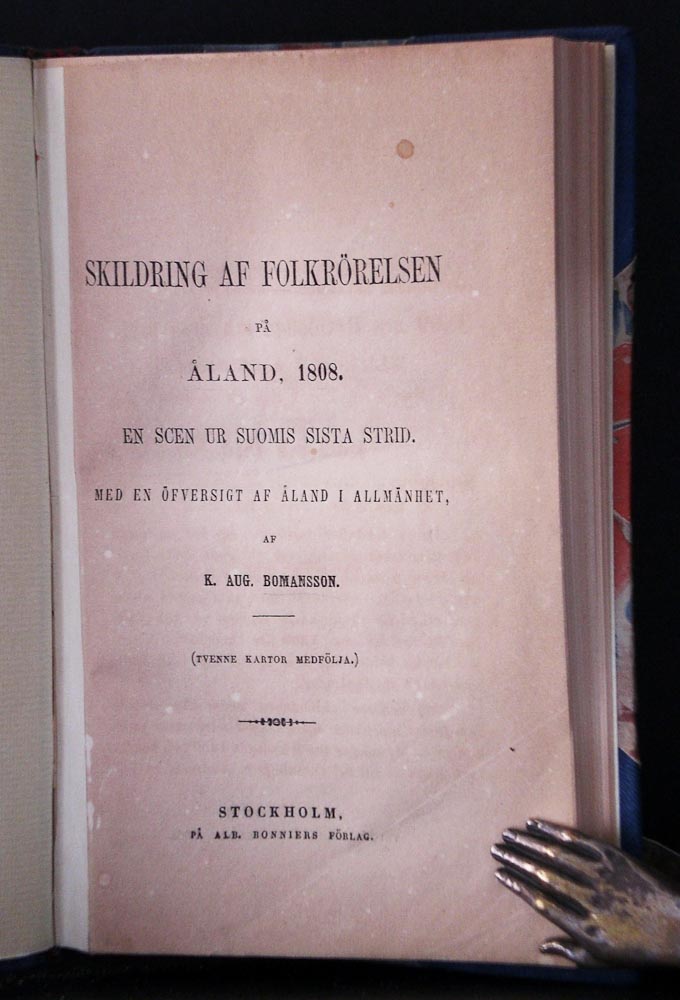 SKILDRING AF FOLKRÖRELSEN
PÅ
ÅLAND, 1808.
EN SCEN UR SUOMIS SISTA STRID.
MED EN ÖFVERSIGT AF ÅLAND I ALLMÄNHET,
AF
K. AUG. BOMANSSON.
(TVENNE KARTOR MEDFÖLJA.)
STOCKHOLM,
PÅ ALB. BONNIERS FÖRLAG.